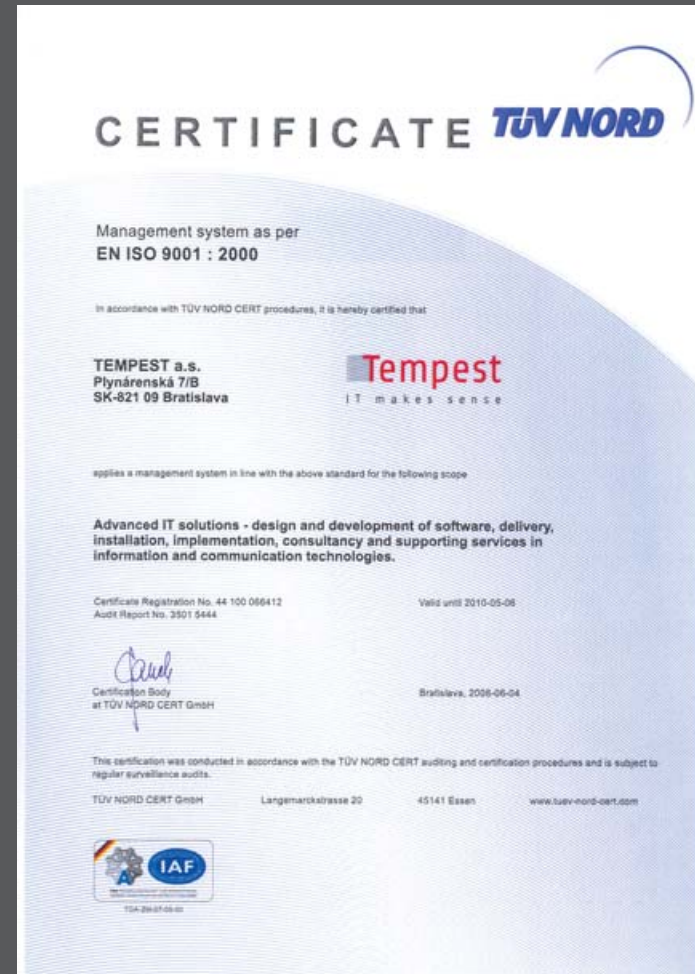 CERTIFICATE TÜV NORD
Management system as per
EN ISO 9001 : 2000
In accordance with TÜV NORD CERT procedures, it is hereby certified that
TEMPEST a.s.
Plynárenská 7/B
SK-821 09 Bratislava
Tempest
IT makes sense
applies a management system in line with the above standard for the following scope
Advanced IT solutions - design and development of software, delivery,
installation, implementation, consultancy and supporting services in
information and communication technologies.
Certificate Registration No. 44 100 066412
Audit Report No. 3501 5444
Valid until 2010-05-06
Certification Body
at TÜV NORD CERT GmbH
Bratislava, 2008-06-04
This certification was conducted in accordance with the TÜV NORD CERT auditing and certification procedures and is subject to
regular surveillance audits.
TÜV NORD CERT GmbH Langemarckstrasse 20 45141 Essen www.tuev-nord-cert.com
IAF